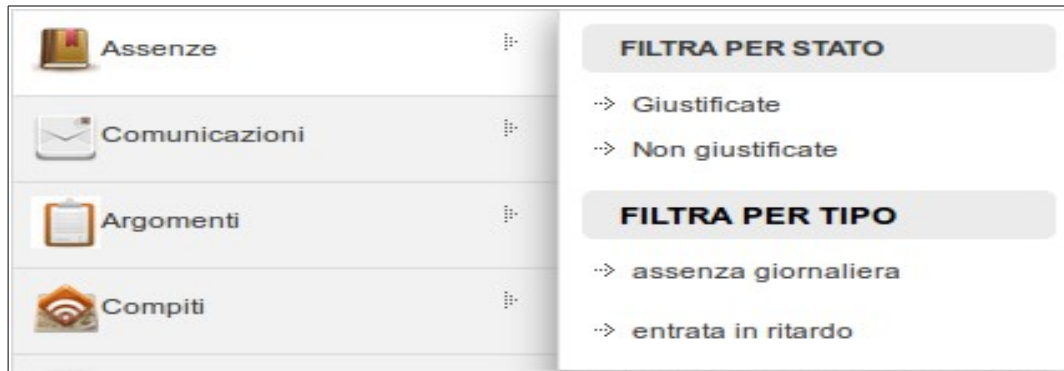 Assenze
Comunicazioni
Argomenti
Compiti
FILTRA PER STATO
Giustificate
Non giustificate
FILTRA PER TIPO
assenza giornaliera
entrata in ritardo